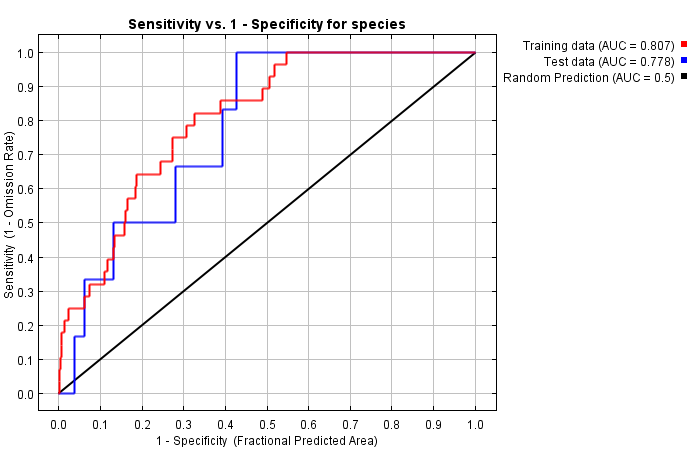 Sensitivity vs. 1 - Specificity for species
Training data (AUC = 0.807)
Test data (AUC = 0.778)
Random Prediction (AUC = 0.5)
Sensitivity (1 - Omission Rate)
1.0
0.9
0.8
0.7
0.6
0.5
0.4
0.3
0.2
0.1
0.0
0.0 0.1 0.2 0.3 0.4 0.5 0.6 0.7 0.8 0.9 1.0
1 - Specificity (Fractional Predicted Area)